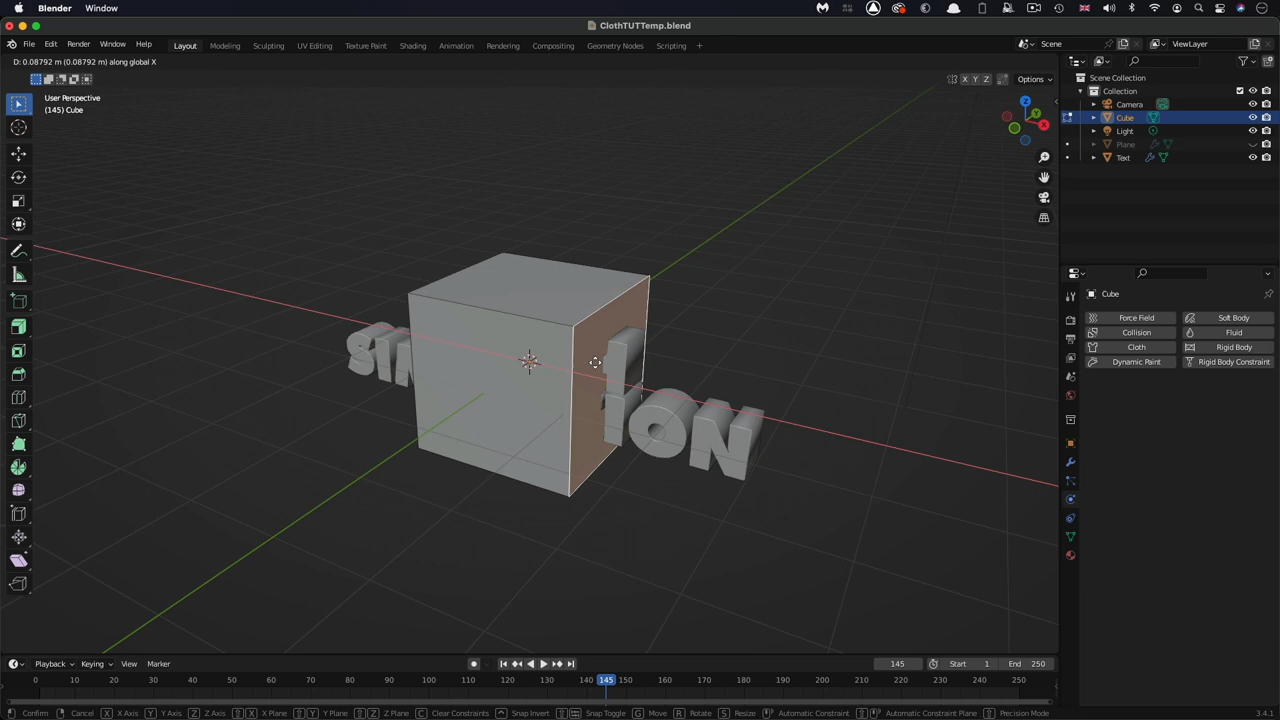 Blender Window
ClothTUTTemp.blend
File Edit Render Window Help Layout Modeling Sculpting UV Editing Texture Paint Shading Animation Rendering Compositing Geometry Nodes Scripting + Scene ViewLayer
D: 0.08792 m (0.08792 m) along global X
X Y Z Options
User Perspective
(145) Cube
Z
Y
X
Scene Collection
Collection
Camera
Cube
Light
Plane
Text
Cube
Force Field Soft Body
Collision Fluid
Cloth Rigid Body
Dynamic Paint Rigid Body Constraint
SI
ION
Playback Keying View Marker 145 Start 1 End 250
0 10 20 30 40 50 60 70 80 90 100 110 120 130 140 145 150 160 170 180 190 200 210 220 230 240 250
Confirm Cancel X X Axis Y Y Axis Z Z Axis X X Plane Y Y Plane Z Z Plane C Clear Constraints Snap Invert Snap Toggle G Move R Rotate S Resize Automatic Constraint Automatic Constraint Plane Precision Mode 3.4.1